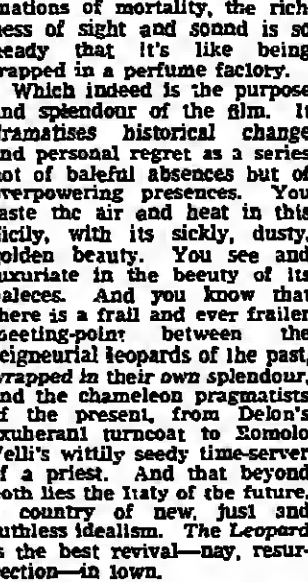 mations of mortality, the rich
ness of sight and sound is so
heady that it's like being
rapped in a perfume factory.
Which indeed is the purpose
and splendour of the film. It
dramatises historical change
and personal regret as a series
not of baleful absences but of
overpowering presences. You
taste the air and heat in this
Sicily, with its sickly, dusty,
golden beauty. You see and
luxuriate in the beeuty of its
paleces. And you know that
there is a frail and ever frailer
meeting-point between the
seigneurial leopards of the past,
wrapped in their own splendour,
and the chameleon pragmatists
of the present, from Delon's
exuberant turncoat to Romolo
Velli's wittily seedy time-server
of a priest. And that beyond
both lies the Italy of the future,
country of new, just and
ruthless idealism. The Leopard
is the best revival—nay, resur
rection—in town.